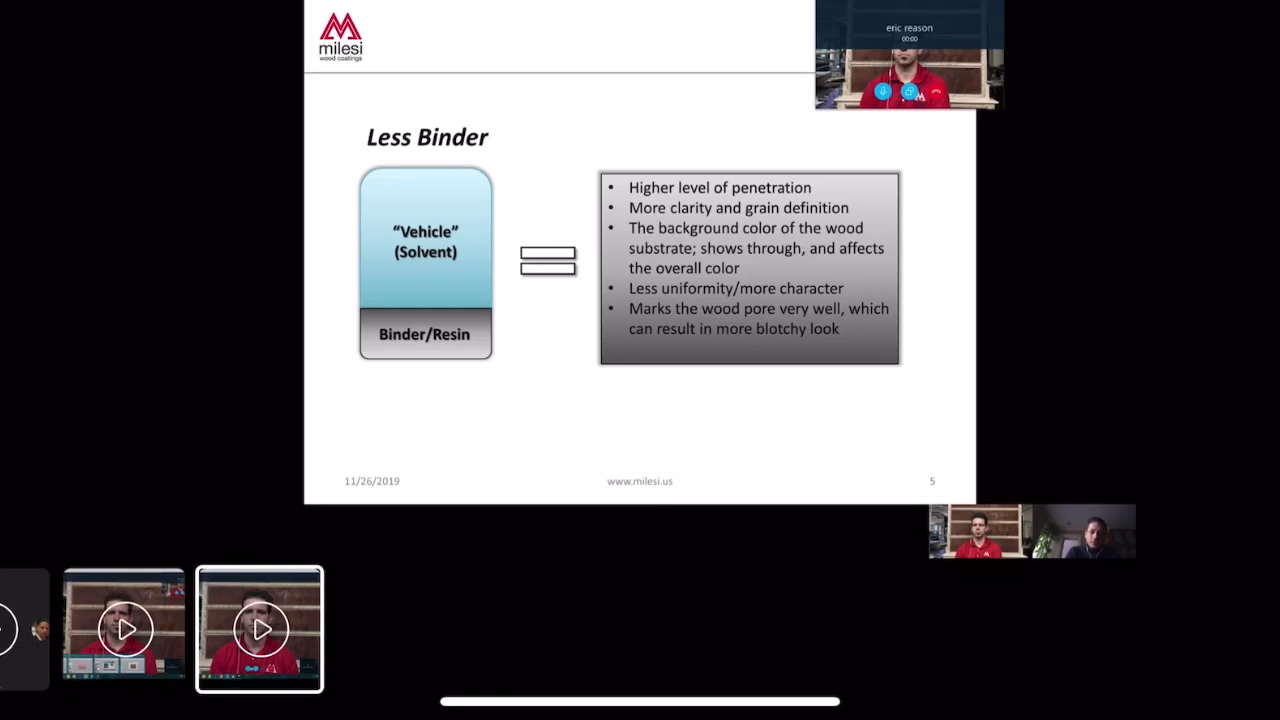 milesi
wood coatings
eric reason
00:00
Less Binder
“Vehicle”
(Solvent)
Binder/Resin
• Higher level of penetration
• More clarity and grain definition
• The background color of the wood
substrate; shows through, and affects
the overall color
• Less uniformity/more character
• Marks the wood pore very well, which
can result in more blotchy look
11/26/2019
www.milesi.us
5